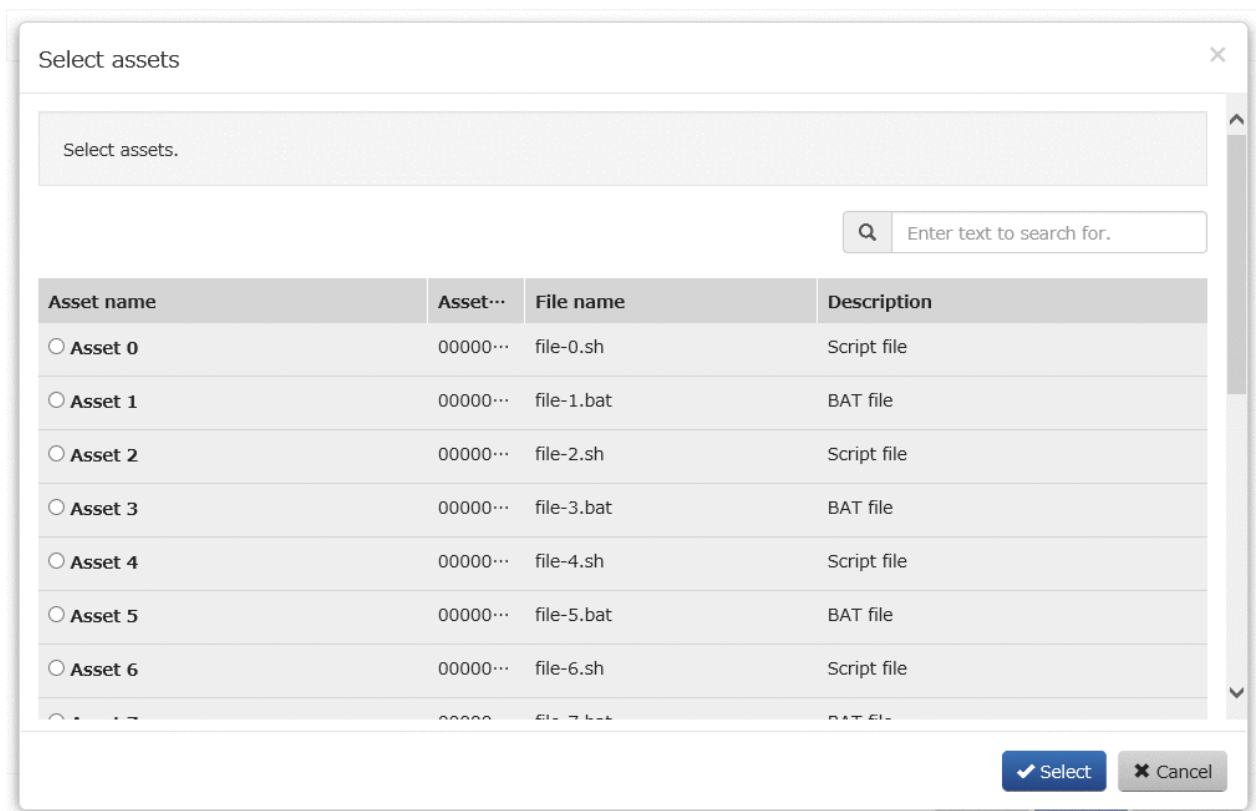 Select assets
Select assets.
Enter text to search for.
Asset name Asset… File name Description
Asset 0 00000… file-0.sh Script file
Asset 1 00000… file-1.bat BAT file
Asset 2 00000… file-2.sh Script file
Asset 3 00000… file-3.bat BAT file
Asset 4 00000… file-4.sh Script file
Asset 5 00000… file-5.bat BAT file
Asset 6 00000… file-6.sh Script file
Select Cancel